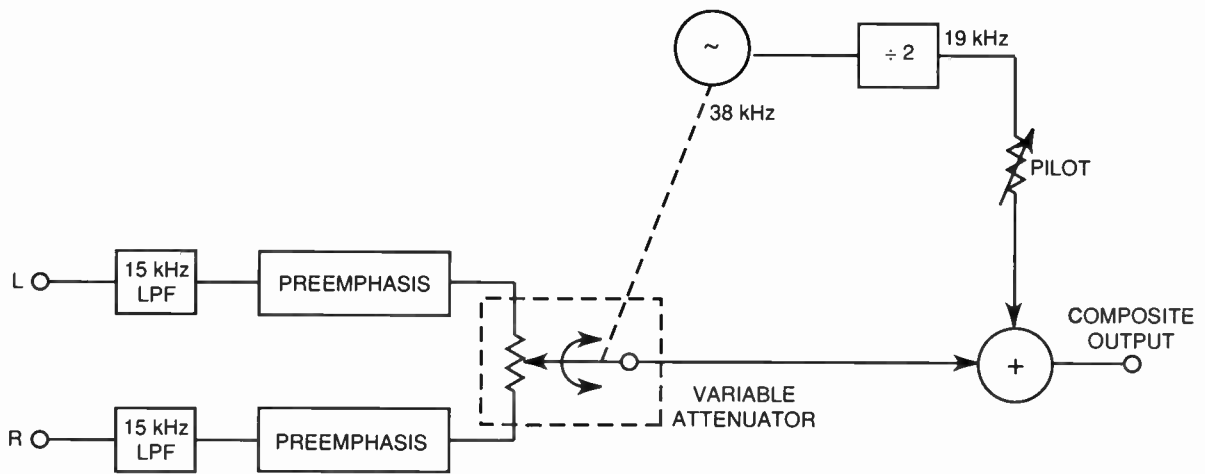 ~
÷ 2
19 kHz
38 kHz
PILOT
L
15 kHz
LPF
PREEMPHASIS
COMPOSITE
OUTPUT
+
VARIABLE
ATTENUATOR
R
15 kHz
LPF
PREEMPHASIS